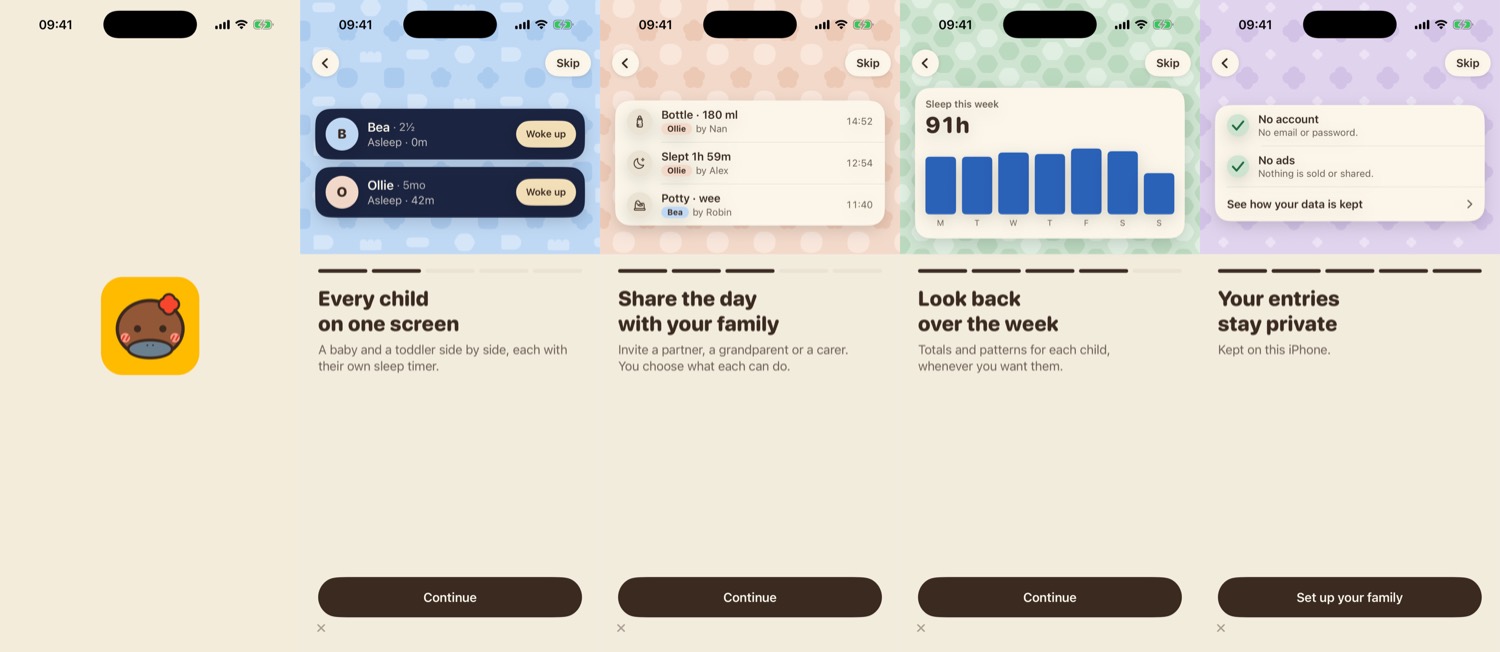 09:41
09:41
Skip
B
Bea · 2½
Asleep · 0m
Woke up
O
Ollie · 5mo
Asleep · 42m
Woke up
Every child
on one screen
A baby and a toddler side by side, each with
their own sleep timer.
Continue
09:41
Skip
Bottle · 180 ml
Ollie by Nan
14:52
Slept 1h 59m
Ollie by Alex
12:54
Potty · wee
Bea by Robin
11:40
Share the day
with your family
Invite a partner, a grandparent or a carer.
You choose what each can do.
Continue
09:41
Skip
Sleep this week
91h
M T W T F S S
Look back
over the week
Totals and patterns for each child,
whenever you want them.
Continue
09:41
Skip
No account
No email or password.
No ads
Nothing is sold or shared.
See how your data is kept
Your entries
stay private
Kept on this iPhone.
Set up your family